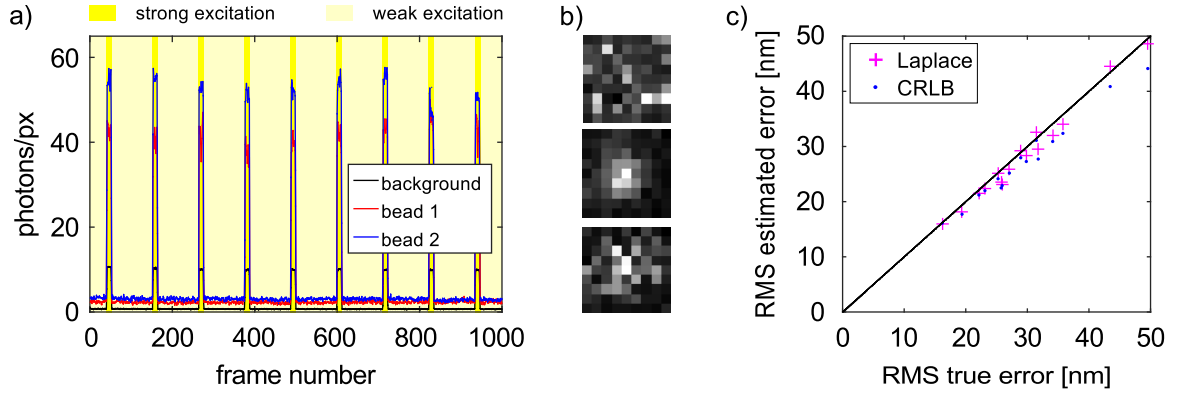 a)
strong excitation
weak excitation
photons/px
60
40
20
0
background
bead 1
bead 2
0
200
400
600
800
1000
frame number
b)
c)
RMS estimated error [nm]
50
40
30
20
10
0
Laplace
CRLB
0
10
20
30
40
50
RMS true error [nm]